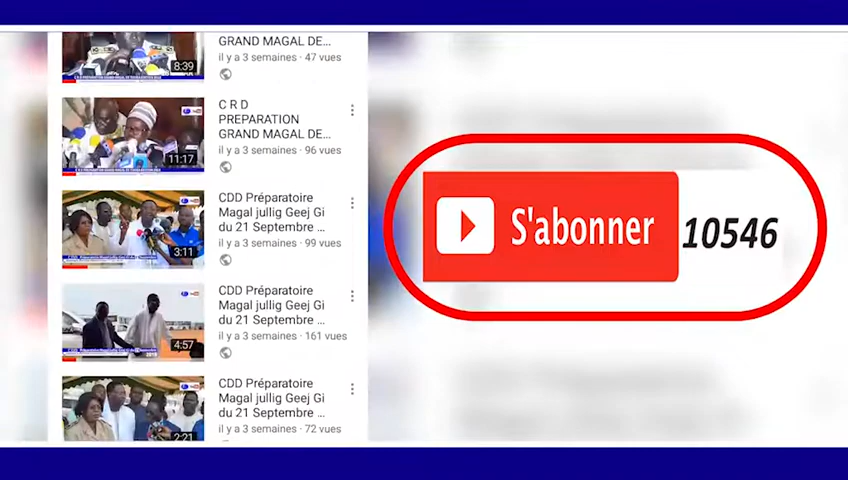 GRAND MAGAL DE...
il y a 3 semaines · 47 vues
8:39
C R D
PREPARATION
GRAND MAGAL DE...
il y a 3 semaines · 96 vues
11:17
CDD Préparatoire
Magal jullig Geej Gi
du 21 Septembre ...
il y a 3 semaines · 99 vues
3:11
CDD Préparatoire
Magal jullig Geej Gi
du 21 Septembre ...
il y a 3 semaines · 161 vues
4:57
CDD Préparatoire
Magal jullig Geej Gi
du 21 Septembre ...
il y a 3 semaines · 72 vues
2:21
S'abonner
10546